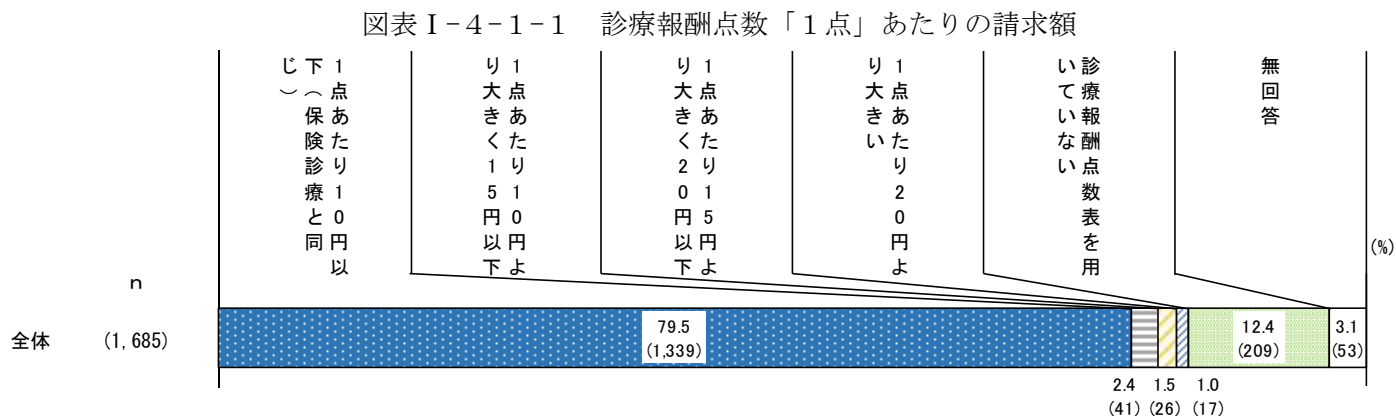 図表Ⅰ-4-1-1　診療報酬点数「1点」あたりの請求額
1点あたり10円以
下（保険診療と同
じ）
1点あたり10円よ
り大きく15円以下
1点あたり15円よ
り大きく20円以下
1点あたり20円よ
り大きい
診療報酬点数表を用
いていない
無回答
(%)
n
全体 (1,685)
79.5
(1,339)
12.4
(209)
3.1
(53)
2.4 1.5 1.0
(41) (26) (17)